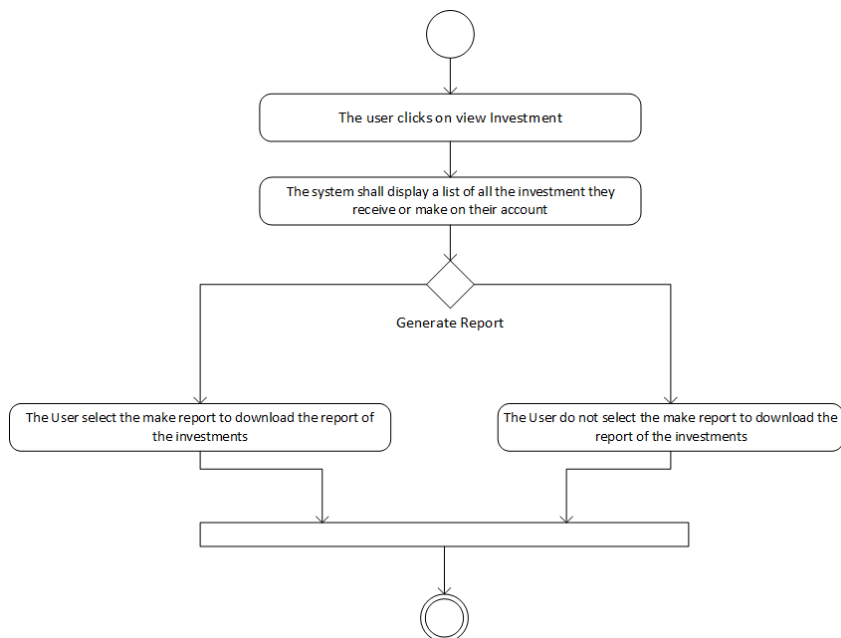 The user clicks on view Investment
The system shall display a list of all the investment they
receive or make on their account
Generate Report
The User select the make report to download the report of
the investments
The User do not select the make report to download the
report of the investments